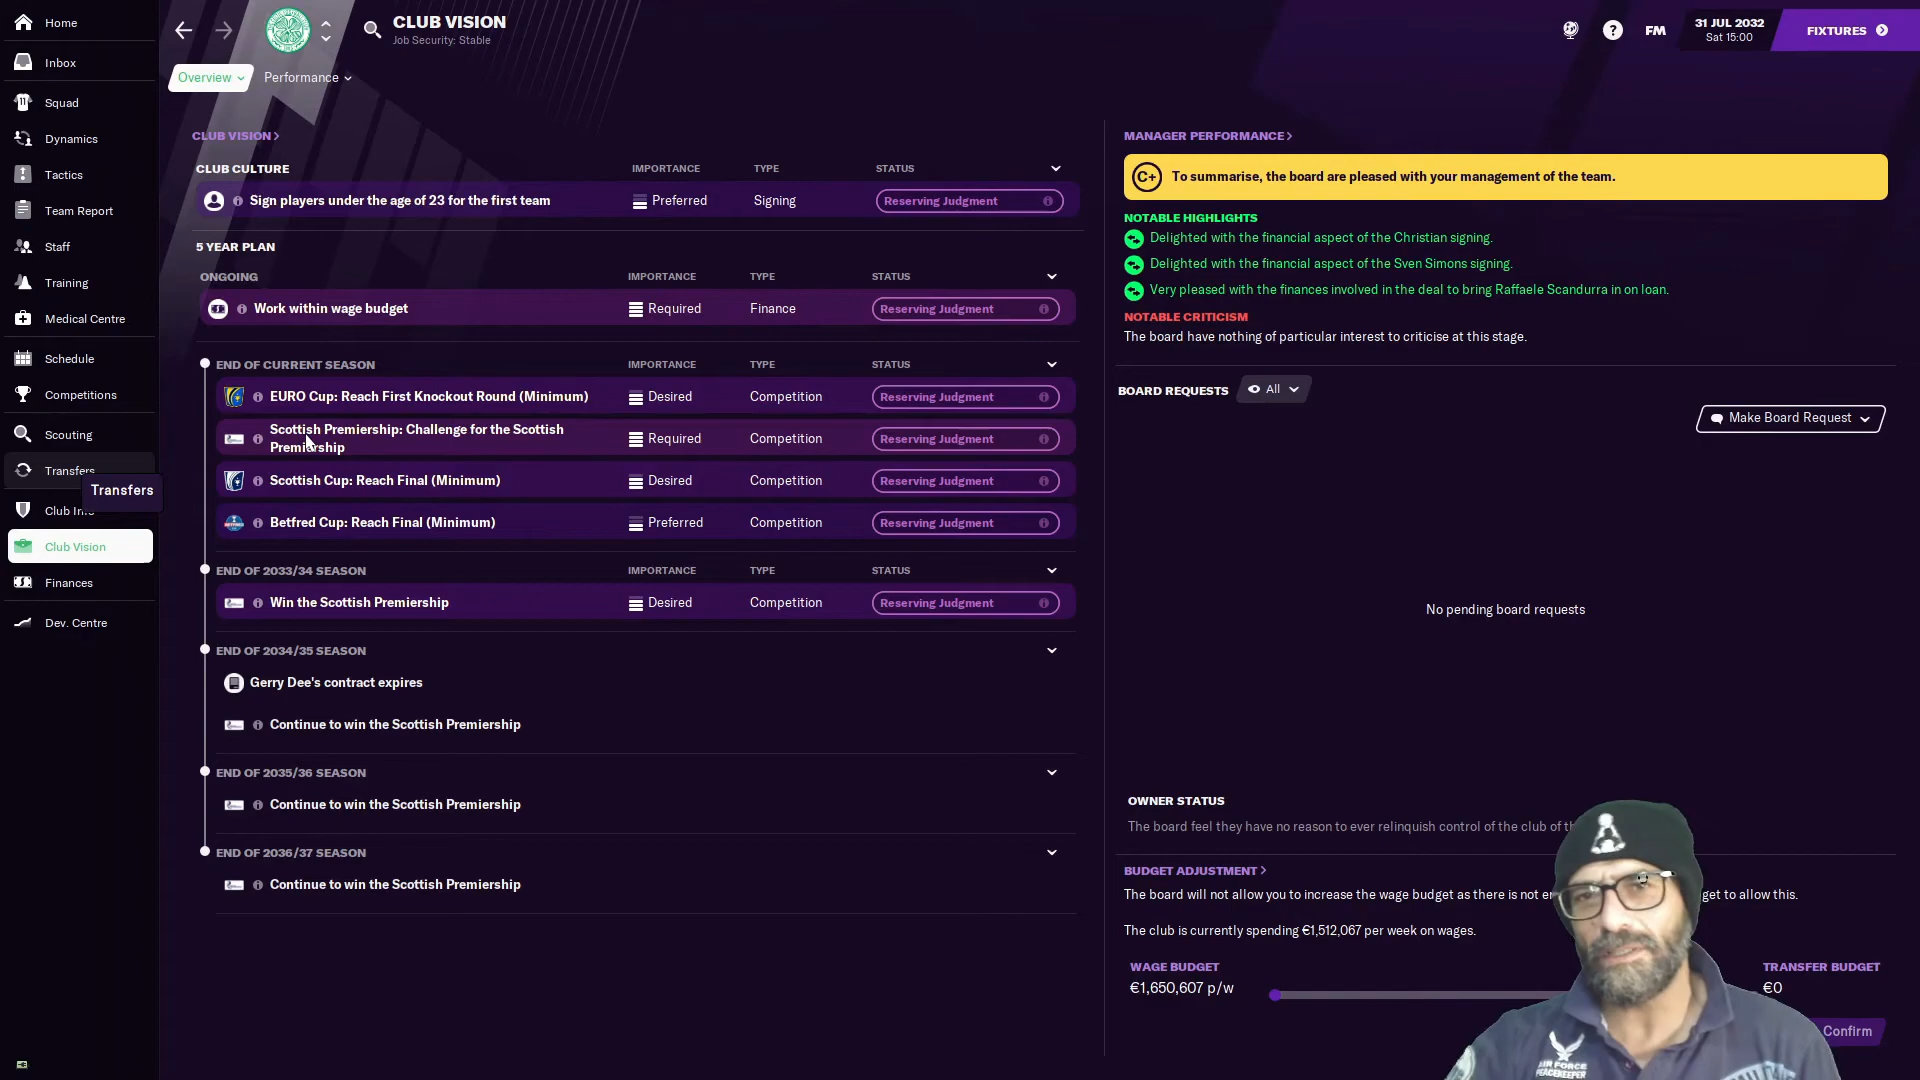 Home
Inbox
Squad
Dynamics
Tactics
Team Report
Staff
Training
Medical Centre
Schedule
Competitions
Scouting
Transfers
Transfers
Club Info
Club Vision
Finances
Dev. Centre
CLUB VISION
Job Security: Stable
FM
31 JUL 2032
Sat 15:00
FIXTURES
Overview
Performance
CLUB VISION
CLUB CULTURE IMPORTANCE TYPE STATUS
Sign players under the age of 23 for the first team Preferred Signing Reserving Judgment
5 YEAR PLAN
ONGOING IMPORTANCE TYPE STATUS
Work within wage budget Required Finance Reserving Judgment
END OF CURRENT SEASON IMPORTANCE TYPE STATUS
EURO Cup: Reach First Knockout Round (Minimum) Desired Competition Reserving Judgment
Scottish Premiership: Challenge for the Scottish
Premiership Required Competition Reserving Judgment
Scottish Cup: Reach Final (Minimum) Desired Competition Reserving Judgment
Betfred Cup: Reach Final (Minimum) Preferred Competition Reserving Judgment
END OF 2033/34 SEASON IMPORTANCE TYPE STATUS
Win the Scottish Premiership Desired Competition Reserving Judgment
END OF 2034/35 SEASON
Gerry Dee's contract expires
Continue to win the Scottish Premiership
END OF 2035/36 SEASON
Continue to win the Scottish Premiership
END OF 2036/37 SEASON
Continue to win the Scottish Premiership
MANAGER PERFORMANCE
C+ To summarise, the board are pleased with your management of the team.
NOTABLE HIGHLIGHTS
Delighted with the financial aspect of the Christian signing.
Delighted with the financial aspect of the Sven Simons signing.
Very pleased with the finances involved in the deal to bring Raffaele Scandurra in on loan.
NOTABLE CRITICISM
The board have nothing of particular interest to criticise at this stage.
BOARD REQUESTS All
Make Board Request
No pending board requests
OWNER STATUS
The board feel they have no reason to ever relinquish control of the club of
BUDGET ADJUSTMENT
The board will not allow you to increase the wage budget as there is not get to allow this.
The club is currently spending €1,512,067 per week on wages.
WAGE BUDGET TRANSFER BUDGET
€1,650,607 p/w €0
Confirm
AIR FORCE
PEACEKEEPER